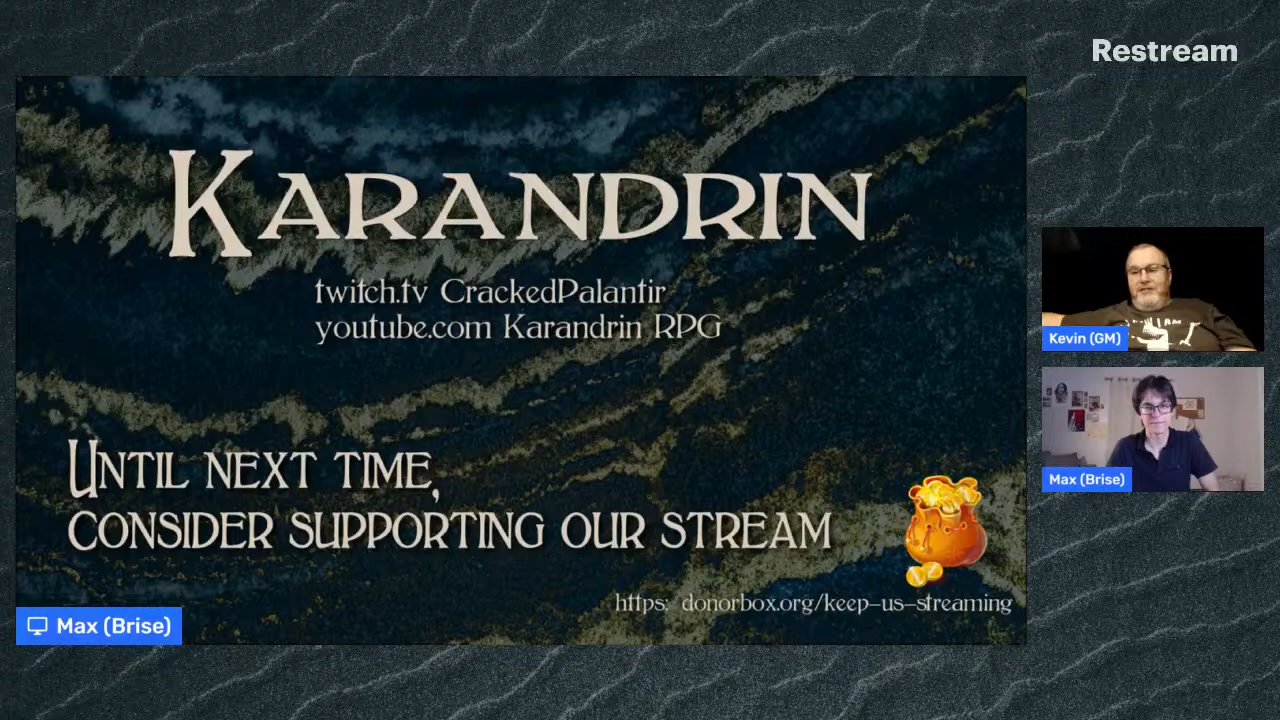 Restream
KARANDRIN
twitch.tv CrackedPalantir
youtube.com Karandrin RPG
UNTIL NEXT TIME,
CONSIDER SUPPORTING OUR STREAM
https: donorbox.org/keep-us-streaming
Max (Brise)
Kevin (GM)
Max (Brise)